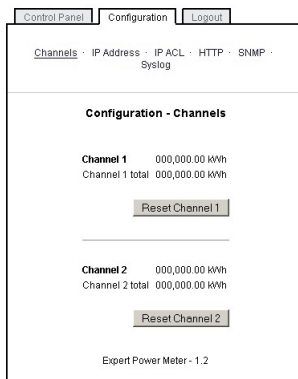 Control Panel Configuration Logout
Channels · IP Address · IP ACL · HTTP · SNMP ·
Syslog
Configuration - Channels
Channel 1 000,000.00 kWh
Channel 1 total 000,000.00 kWh
Reset Channel 1
Channel 2 000,000.00 kWh
Channel 2 total 000,000.00 kWh
Reset Channel 2
Expert Power Meter - 1.2